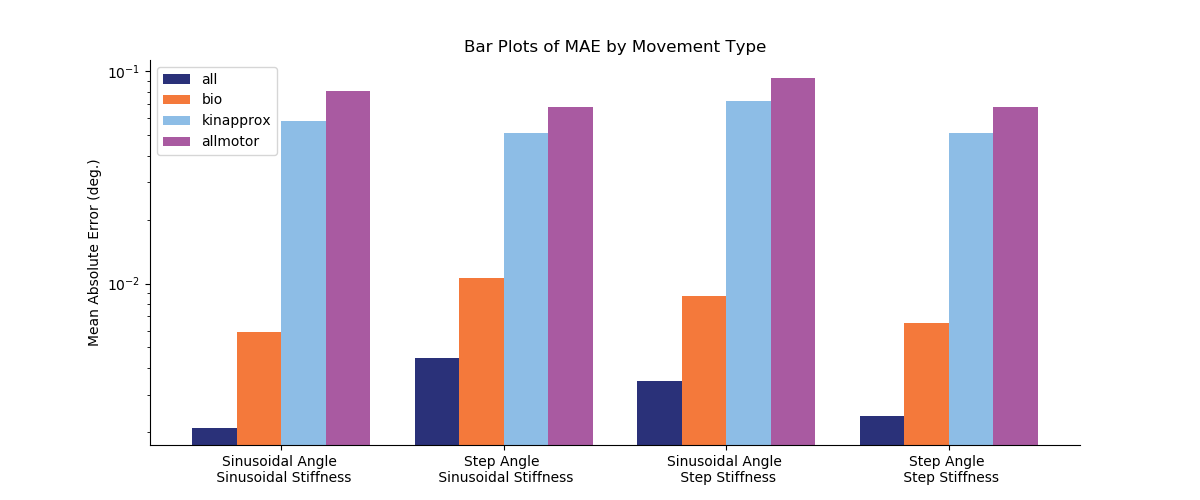 Bar Plots of MAE by Movement Type
10⁻¹
10⁻²
Mean Absolute Error (deg.)
all
bio
kinapprox
allmotor
Sinusoidal Angle
Sinusoidal Stiffness
Step Angle
Sinusoidal Stiffness
Sinusoidal Angle
Step Stiffness
Step Angle
Step Stiffness